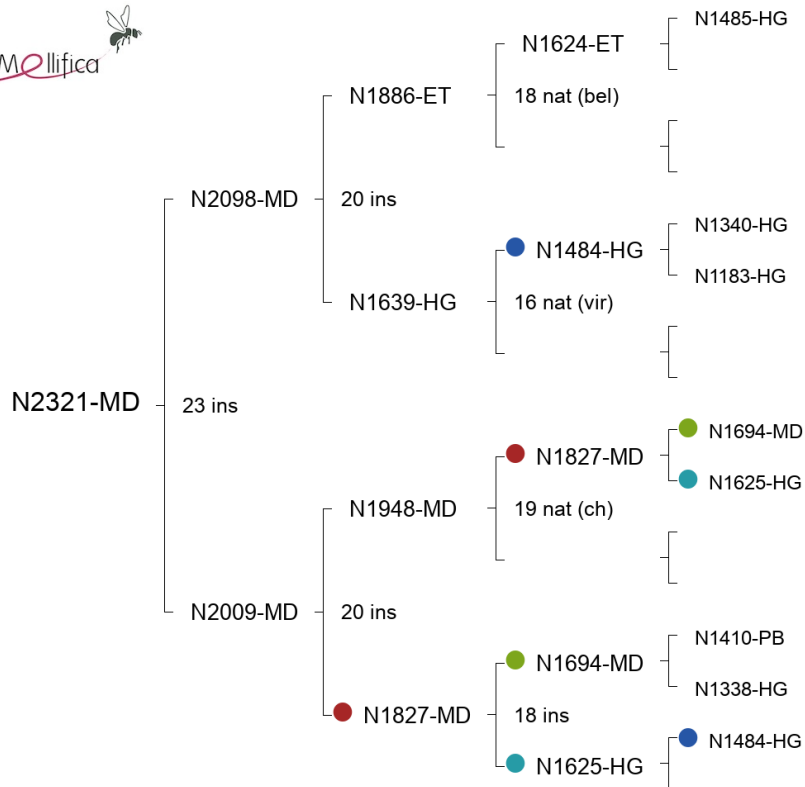 Mellifica
N1485-HG
N1624-ET
N1886-ET
18 nat (bel)
N2098-MD
20 ins
N1340-HG
N1484-HG
N1183-HG
N1639-HG
16 nat (vir)
N2321-MD
23 ins
N1694-MD
N1827-MD
N1625-HG
N1948-MD
19 nat (ch)
N2009-MD
20 ins
N1410-PB
N1694-MD
N1338-HG
N1827-MD
18 ins
N1484-HG
N1625-HG